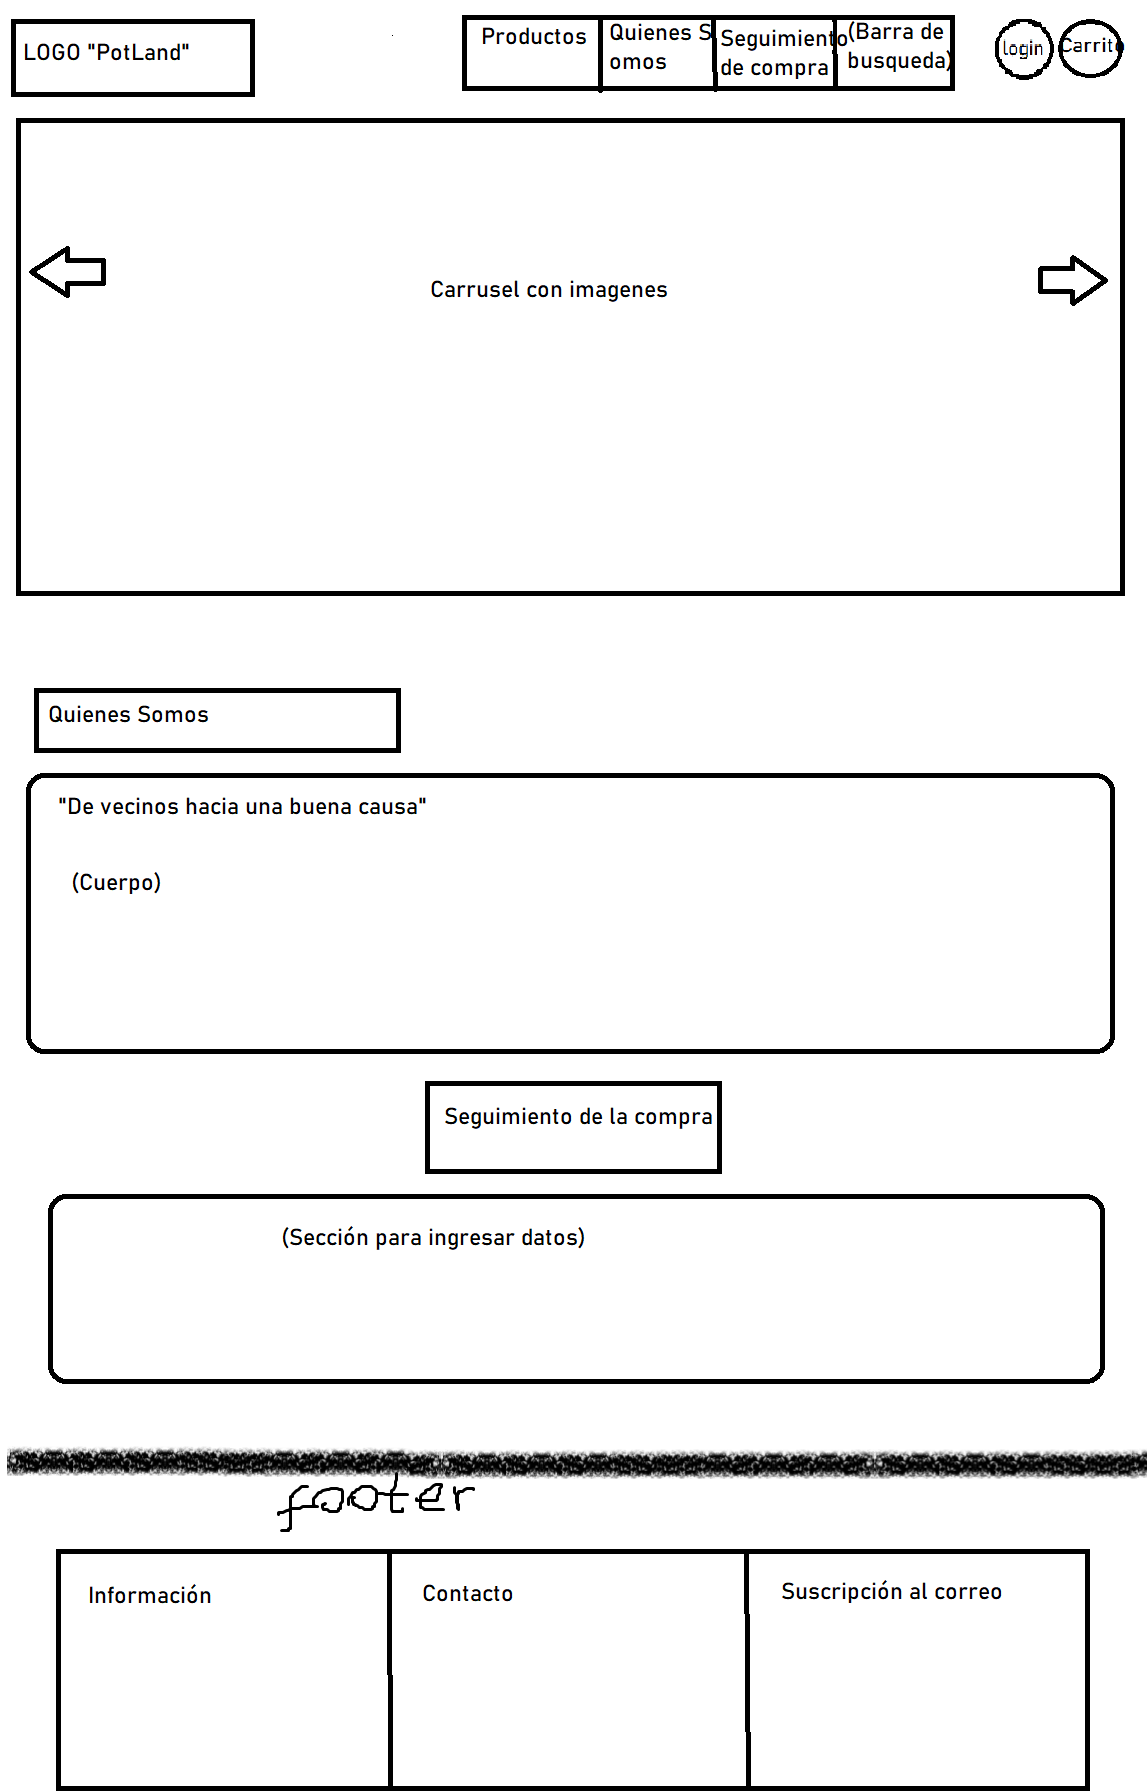 LOGO "PotLand"
Productos
Quienes S
omos
Seguimiento
de compra
(Barra de
busqueda)
login
Carrito
Carrusel con imagenes
Quienes Somos
"De vecinos hacia una buena causa"
(Cuerpo)
Seguimiento de la compra
(Sección para ingresar datos)
footer
Información
Contacto
Suscripción al correo